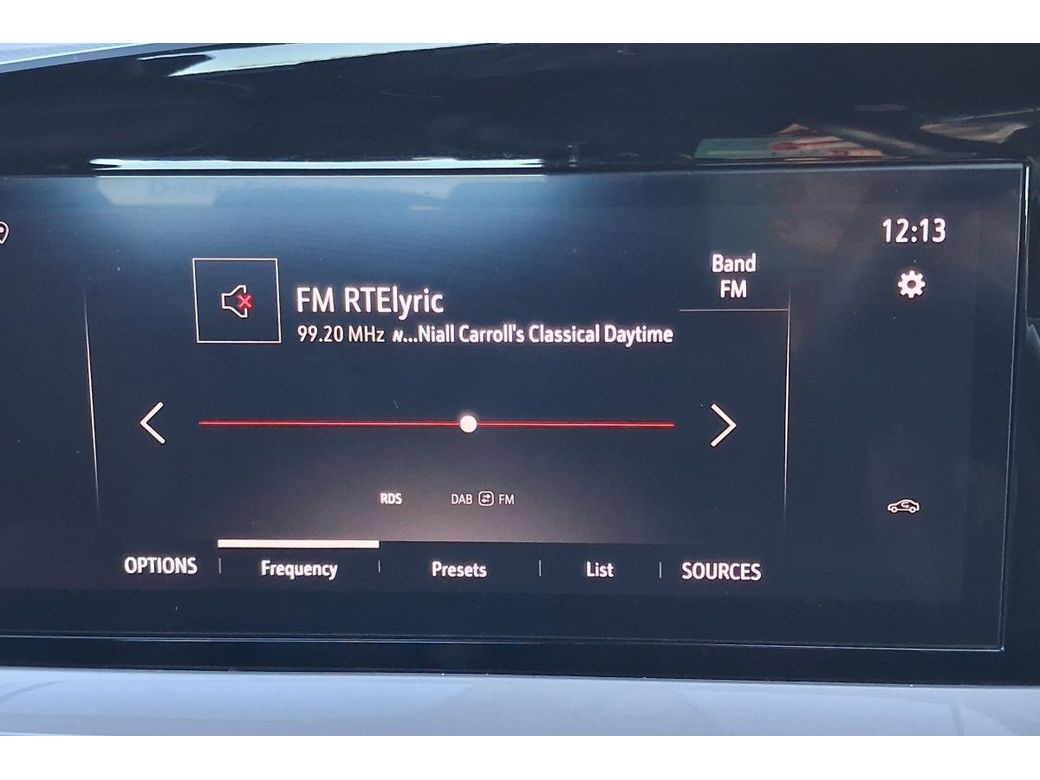 12:13
Band
FM
FM RTElyric
99.20 MHz N...Niall Carroll's Classical Daytime
RDS DAB FM
OPTIONS Frequency Presets List SOURCES